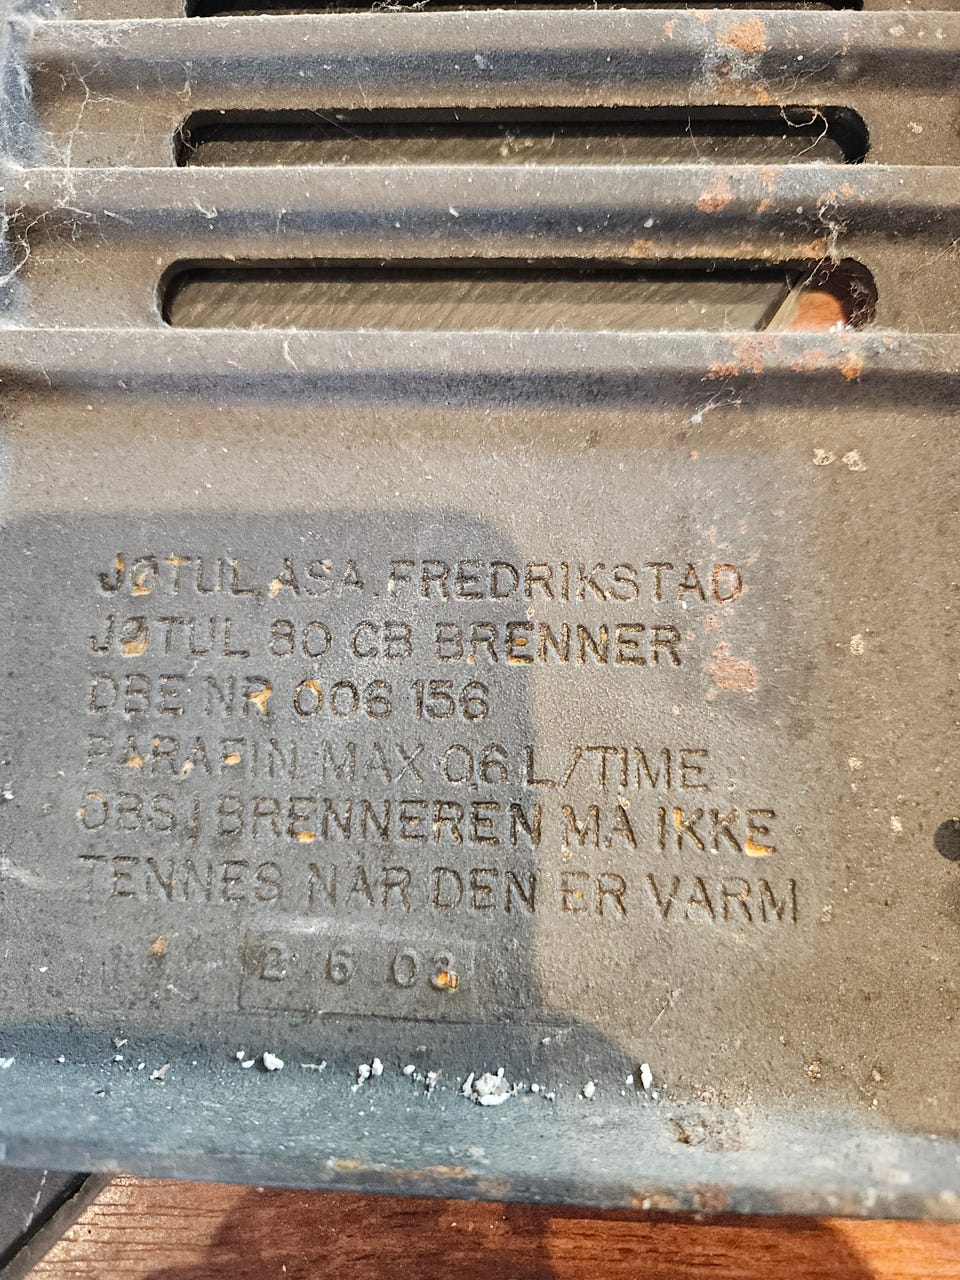 JØTUL ASA. FREDRIKSTAD
JØTUL 80 CB BRENNER
DBE NR 006 156
PARAFIN MAX 0,6 L/TIME.
OBS! BRENNEREN MÅ IKKE
TENNES NÅR DEN ER VARM.
2 6 03